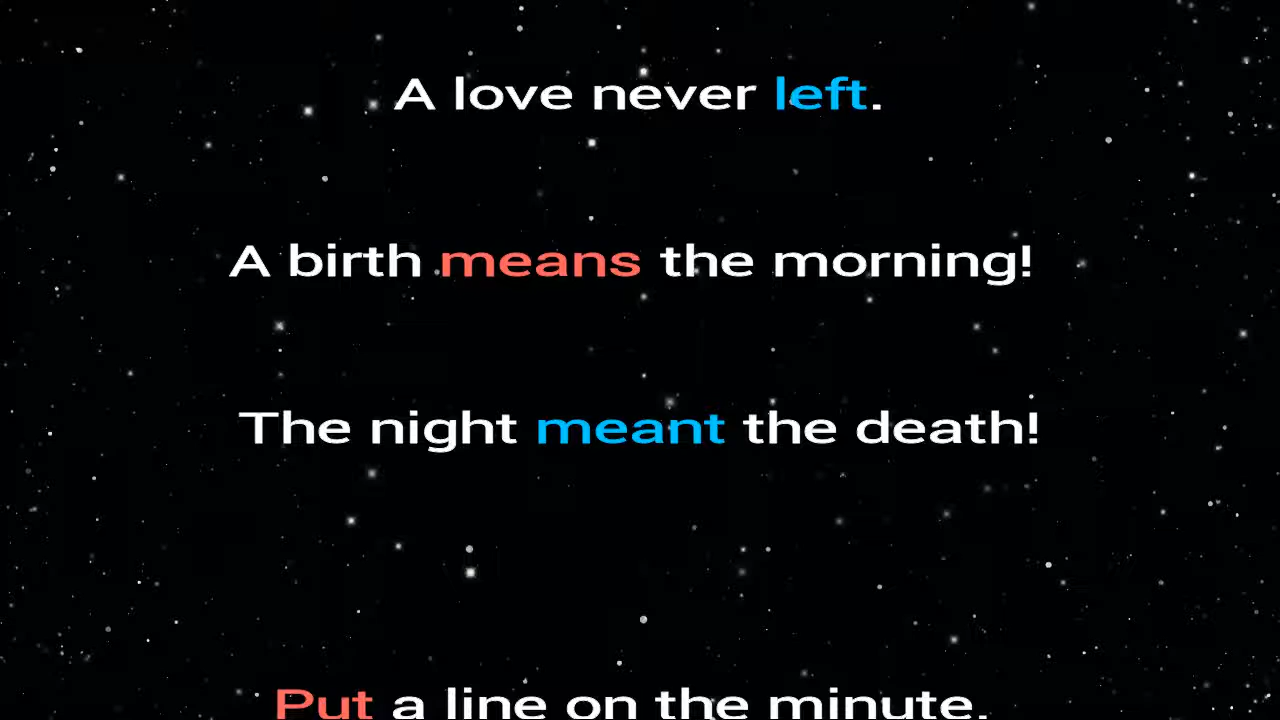 A love never left.
A birth means the morning!
The night meant the death!
Put a line on the minute.